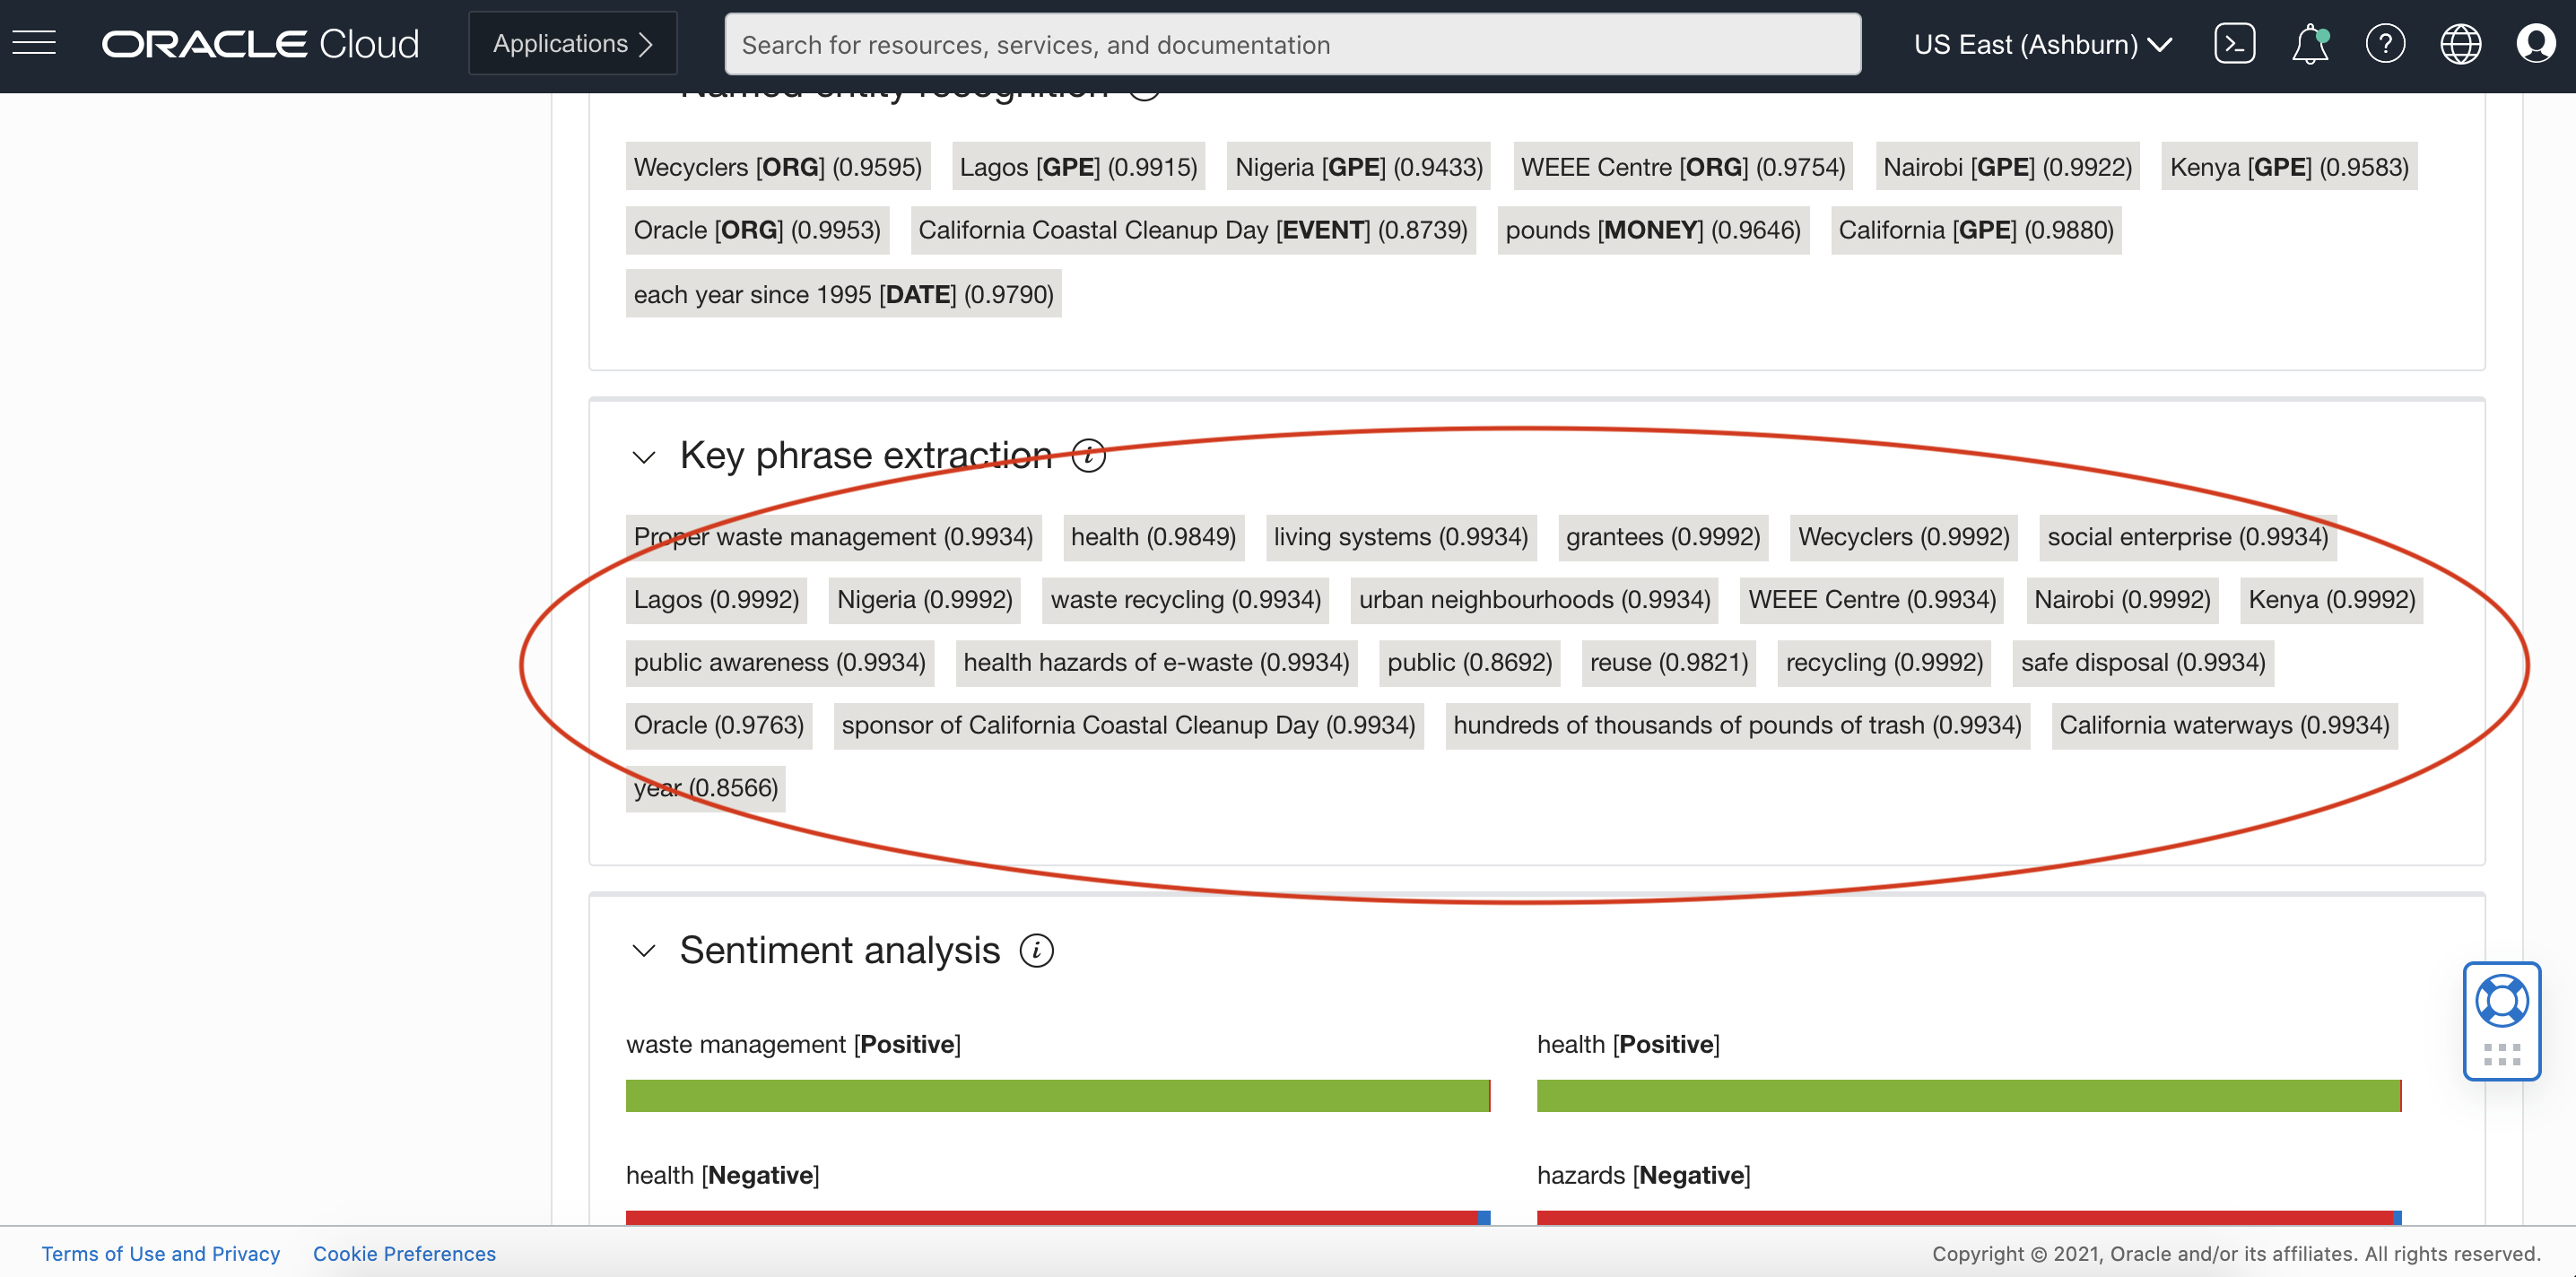 ORACLE Cloud Applications Search for resources, services, and documentation US East (Ashburn)
Named entity recognition
Wecyclers [ORG] (0.9595) Lagos [GPE] (0.9915) Nigeria [GPE] (0.9433) WEEE Centre [ORG] (0.9754) Nairobi [GPE] (0.9922) Kenya [GPE] (0.9583)
Oracle [ORG] (0.9953) California Coastal Cleanup Day [EVENT] (0.8739) pounds [MONEY] (0.9646) California [GPE] (0.9880)
each year since 1995 [DATE] (0.9790)
Key phrase extraction i
Proper waste management (0.9934) health (0.9849) living systems (0.9934) grantees (0.9992) Wecyclers (0.9992) social enterprise (0.9934)
Lagos (0.9992) Nigeria (0.9992) waste recycling (0.9934) urban neighbourhoods (0.9934) WEEE Centre (0.9934) Nairobi (0.9992) Kenya (0.9992)
public awareness (0.9934) health hazards of e-waste (0.9934) public (0.8692) reuse (0.9821) recycling (0.9992) safe disposal (0.9934)
Oracle (0.9763) sponsor of California Coastal Cleanup Day (0.9934) hundreds of thousands of pounds of trash (0.9934) California waterways (0.9934)
year (0.8566)
Sentiment analysis i
waste management [Positive] health [Positive]
health [Negative] hazards [Negative]
Terms of Use and Privacy Cookie Preferences Copyright © 2021, Oracle and/or its affiliates. All rights reserved.